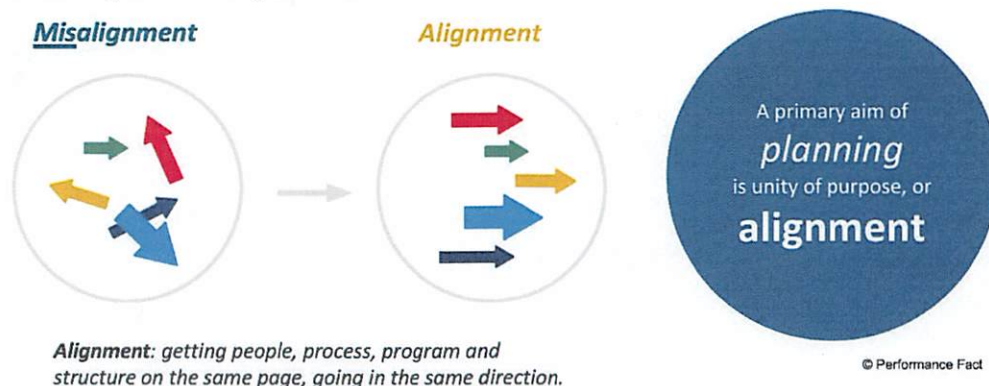 Misalignment
Alignment
Alignment: getting people, process, program and
structure on the same page, going in the same direction.
A primary aim of
planning
is unity of purpose, or
alignment
© Performance Fact